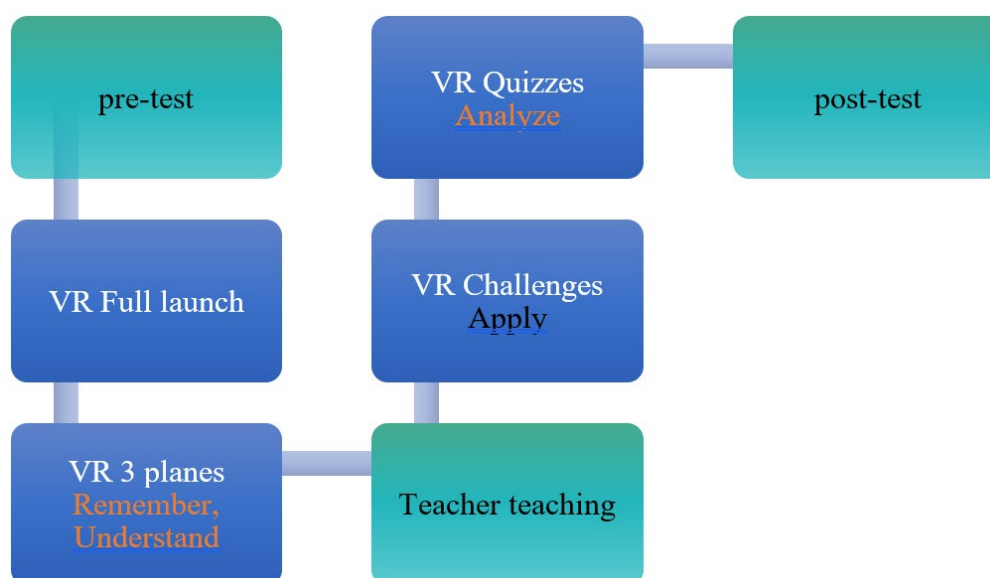 pre-test
VR Full launch
VR 3 planes
Remember,
Understand
Teacher teaching
VR Challenges
Apply
VR Quizzes
Analyze
post-test